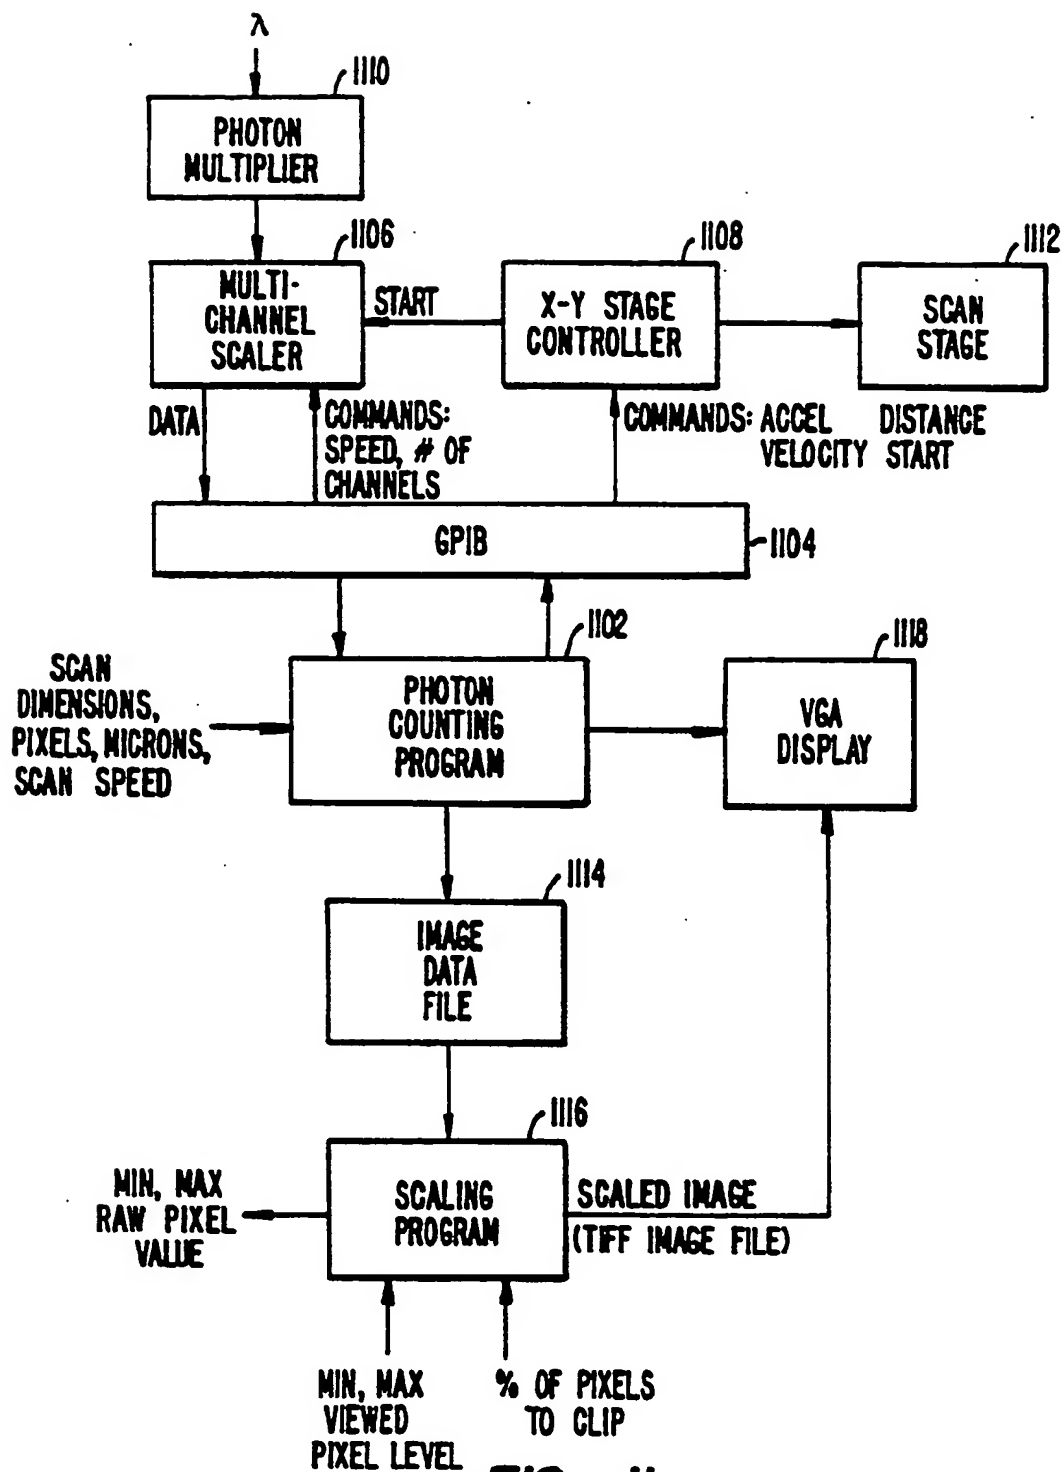 λ
1110
PHOTON
MULTIPLIER
1106
MULTI-
CHANNEL
SCALER
START
1108
X-Y STAGE
CONTROLLER
1112
SCAN
STAGE
DATA
COMMANDS:
SPEED, # OF
CHANNELS
COMMANDS: ACCEL DISTANCE
VELOCITY START
GPIB
1104
1102
SCAN
DIMENSIONS,
PIXELS, MICRONS,
SCAN SPEED
PHOTON
COUNTING
PROGRAM
1118
VGA
DISPLAY
1114
IMAGE
DATA
FILE
1116
MIN, MAX
RAW PIXEL
VALUE
SCALING
PROGRAM
SCALED IMAGE
(TIFF IMAGE FILE)
MIN, MAX
VIEWED
PIXEL LEVEL
% OF PIXELS
TO CLIP